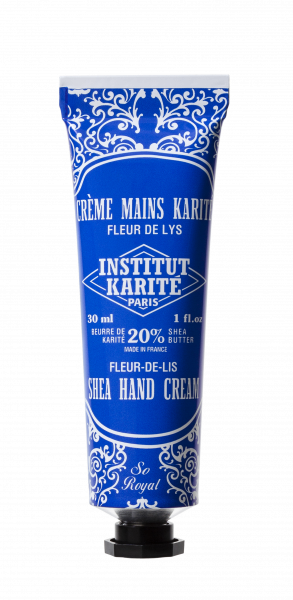 CRÈME MAINS KARITÉ
FLEUR DE LYS
INSTITUT
KARITÉ
PARIS
30 ml 1 fl.oz
BEURRE DE KARITÉ 20% SHEA BUTTER
MADE IN FRANCE
FLEUR-DE-LIS
SHEA HAND CREAM
So
Royal